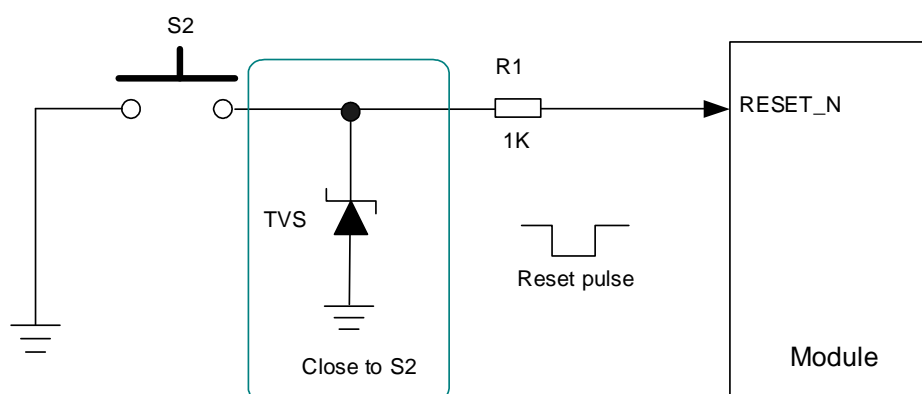 S2
R1
RESET_N
1K
TVS
Reset pulse
Close to S2
Module